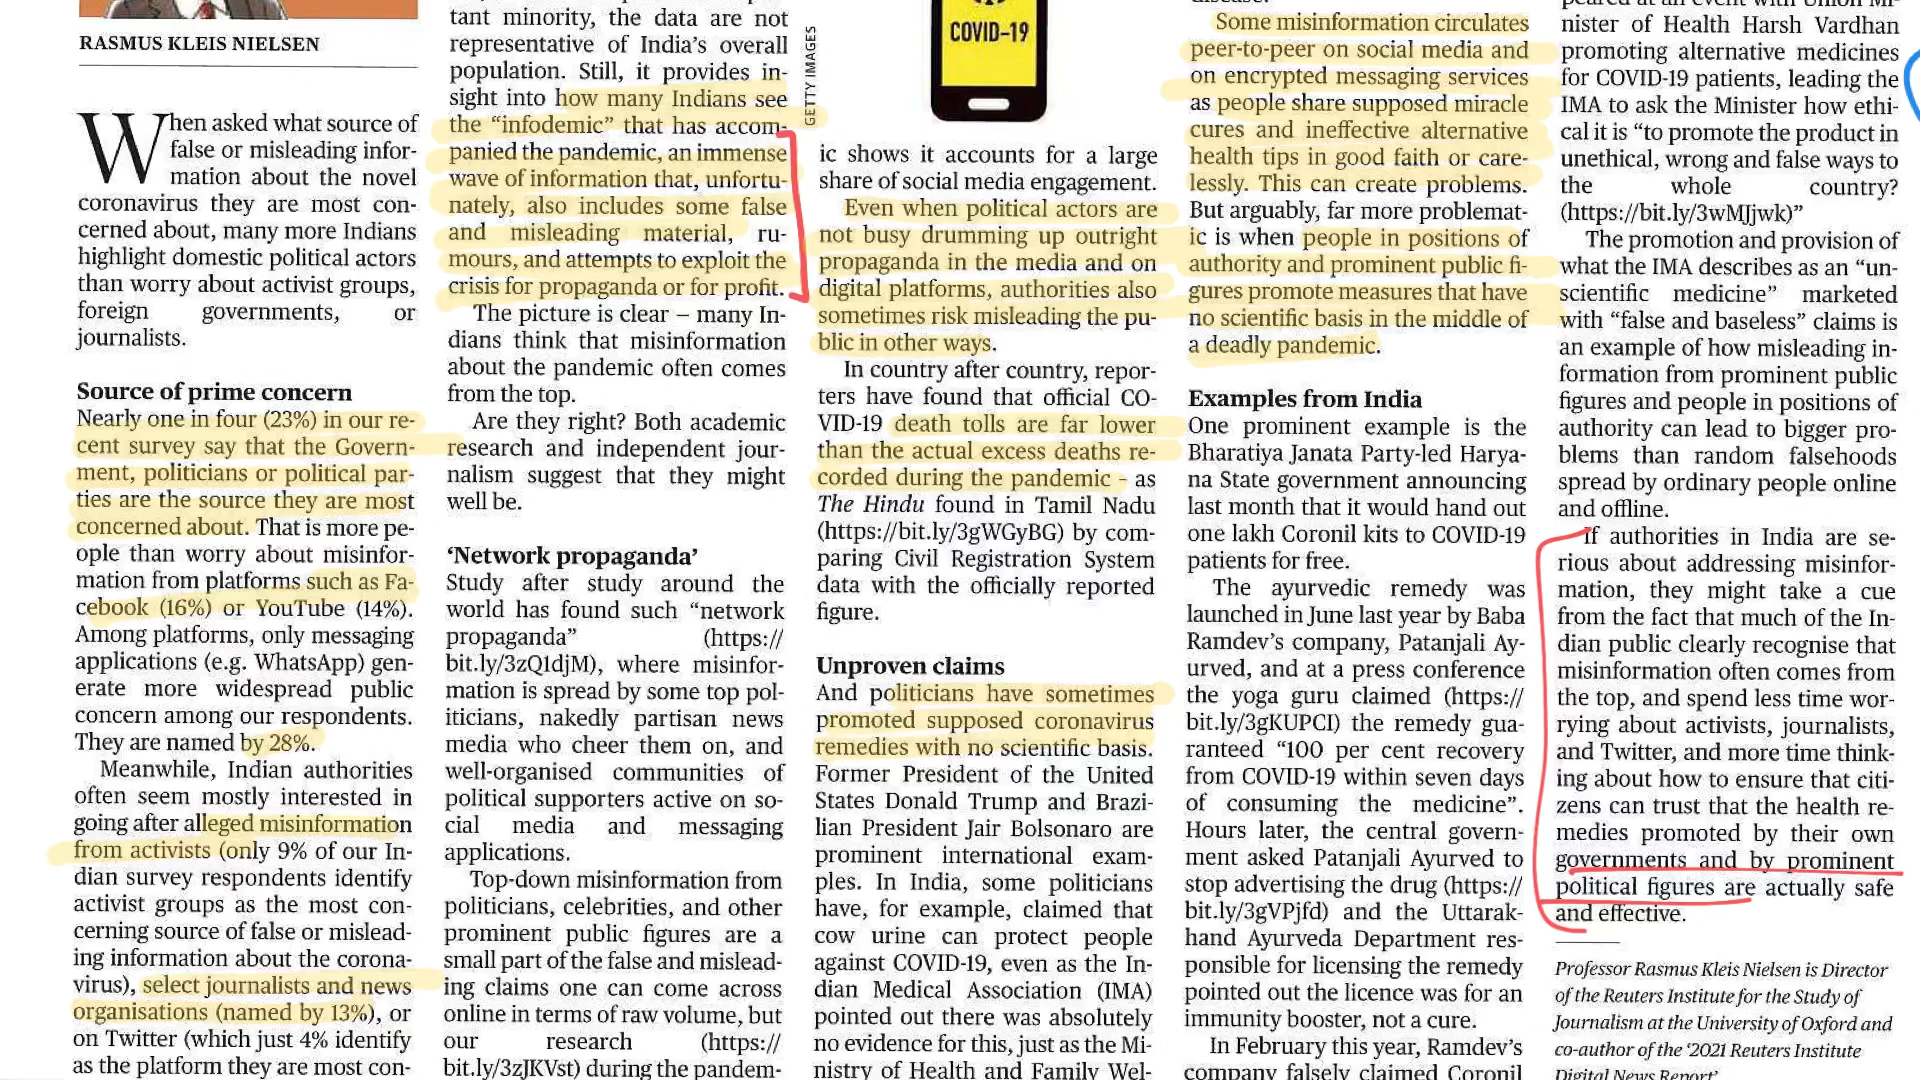 RASMUS KLEIS NIELSEN
When asked what source of
false or misleading infor-
mation about the novel
coronavirus they are most con-
cerned about, many more Indians
highlight domestic political actors
than worry about activist groups,
foreign governments, or
journalists.
Source of prime concern
Nearly one in four (23%) in our re-
cent survey say that the Govern-
ment, politicians or political par-
ties are the source they are most
concerned about. That is more pe-
ople than worry about misinfor-
mation from platforms such as Fa-
cebook (16%) or YouTube (14%).
Among platforms, only messaging
applications (e.g. WhatsApp) gen-
erate more widespread public
concern among our respondents.
They are named by 28%.
Meanwhile, Indian authorities
often seem mostly interested in
going after alleged misinformation
from activists (only 9% of our In-
dian survey respondents identify
activist groups as the most con-
cerning source of false or mislead-
ing information about the corona-
virus), select journalists and news
organisations (named by 13%), or
on Twitter (which just 4% identify
as the platform they are most con-
tant minority, the data are not
representative of India's overall
population. Still, it provides in-
sight into how many Indians see
the “infodemic” that has accom-
panied the pandemic, an immense
wave of information that, unfortu-
nately, also includes some false
and misleading material, ru-
mours, and attempts to exploit the
crisis for propaganda or for profit.
The picture is clear – many In-
dians think that misinformation
about the pandemic often comes
from the top.
Are they right? Both academic
research and independent jour-
nalism suggest that they might
well be.
‘Network propaganda’
Study after study around the
world has found such “network
propaganda” (https://
bit.ly/3zQ1djM), where misinfor-
mation is spread by some top pol-
iticians, nakedly partisan news
media who cheer them on, and
well-organised communities of
political supporters active on so-
cial media and messaging
applications.
Top-down misinformation from
politicians, celebrities, and other
prominent public figures are a
small part of the false and mislead-
ing claims one can come across
online in terms of raw volume, but
our research (https://
bit.ly/3zJKVst) during the pandem-
COVID-19
GETTY IMAGES
ic shows it accounts for a large
share of social media engagement.
Even when political actors are
not busy drumming up outright
propaganda in the media and on
digital platforms, authorities also
sometimes risk misleading the pu-
blic in other ways.
In country after country, repor-
ters have found that official CO-
VID-19 death tolls are far lower
than the actual excess deaths re-
corded during the pandemic – as
The Hindu found in Tamil Nadu
(https://bit.ly/3gWGyBG) by com-
paring Civil Registration System
data with the officially reported
figure.
Unproven claims
And politicians have sometimes
promoted supposed coronavirus
remedies with no scientific basis.
Former President of the United
States Donald Trump and Brazi-
lian President Jair Bolsonaro are
prominent international exam-
ples. In India, some politicians
have, for example, claimed that
cow urine can protect people
against COVID-19, even as the In-
dian Medical Association (IMA)
pointed out there was absolutely
no evidence for this, just as the Mi-
nistry of Health and Family Wel-
disease.
Some misinformation circulates
peer-to-peer on social media and
on encrypted messaging services
as people share supposed miracle
cures and ineffective alternative
health tips in good faith or care-
lessly. This can create problems.
But arguably, far more problemat-
ic is when people in positions of
authority and prominent public fi-
gures promote measures that have
no scientific basis in the middle of
a deadly pandemic.
Examples from India
One prominent example is the
Bharatiya Janata Party-led Harya-
na State government announcing
last month that it would hand out
one lakh Coronil kits to COVID-19
patients for free.
The ayurvedic remedy was
launched in June last year by Baba
Ramdev's company, Patanjali Ay-
urved, and at a press conference
the yoga guru claimed (https://
bit.ly/3gKUPCI) the remedy gua-
ranteed “100 per cent recovery
from COVID-19 within seven days
of consuming the medicine”.
Hours later, the central govern-
ment asked Patanjali Ayurved to
stop advertising the drug (https://
bit.ly/3gVPjfd) and the Uttarak-
hand Ayurveda Department res-
ponsible for licensing the remedy
pointed out the licence was for an
immunity booster, not a cure.
In February this year, Ramdev's
company falsely claimed Coronil
peared at an event with Union Mi-
nister of Health Harsh Vardhan
promoting alternative medicines
for COVID-19 patients, leading the
IMA to ask the Minister how ethi-
cal it is “to promote the product in
unethical, wrong and false ways to
the whole country?
(https://bit.ly/3wMJjwk)”
The promotion and provision of
what the IMA describes as an “un-
scientific medicine” marketed
with “false and baseless” claims is
an example of how misleading in-
formation from prominent public
figures and people in positions of
authority can lead to bigger pro-
blems than random falsehoods
spread by ordinary people online
and offline.
If authorities in India are se-
rious about addressing misinfor-
mation, they might take a cue
from the fact that much of the In-
dian public clearly recognise that
misinformation often comes from
the top, and spend less time wor-
rying about activists, journalists,
and Twitter, and more time think-
ing about how to ensure that citi-
zens can trust that the health re-
medies promoted by their own
governments and by prominent
political figures are actually safe
and effective.
Professor Rasmus Kleis Nielsen is Director
of the Reuters Institute for the Study of
Journalism at the University of Oxford and
co-author of the ‘2021 Reuters Institute
Digital News Report’